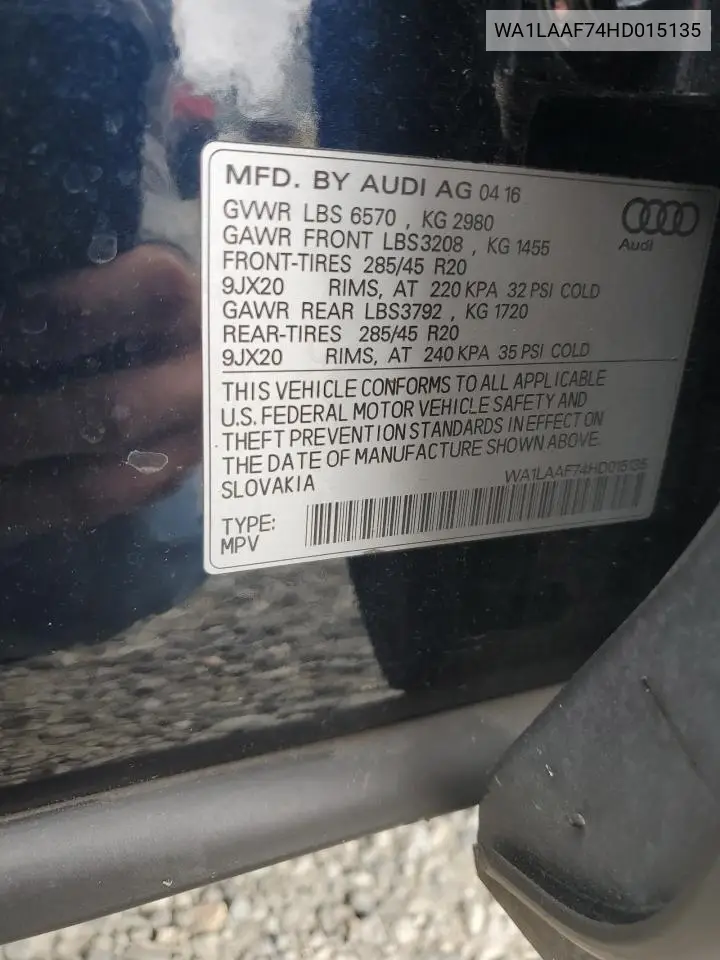 WA1LAAF74HD015135
MFD. BY AUDI AG 04 16
GVWR LBS 6570 , KG 2980
GAWR FRONT LBS3208 , KG 1455
Audi
FRONT-TIRES 285/45 R20
9JX20 RIMS, AT 220 KPA 32 PSI COLD
GAWR REAR LBS3792 , KG 1720
REAR-TIRES 285/45 R20
9JX20 RIMS, AT 240 KPA 35 PSI COLD
THIS VEHICLE CONFORMS TO ALL APPLICABLE
U.S. FEDERAL MOTOR VEHICLE SAFETY AND
THEFT PREVENTION STANDARDS IN EFFECT ON
THE DATE OF MANUFACTURE SHOWN ABOVE.
SLOVAKIA
WA1LAAF74HD015135
TYPE:
MPV